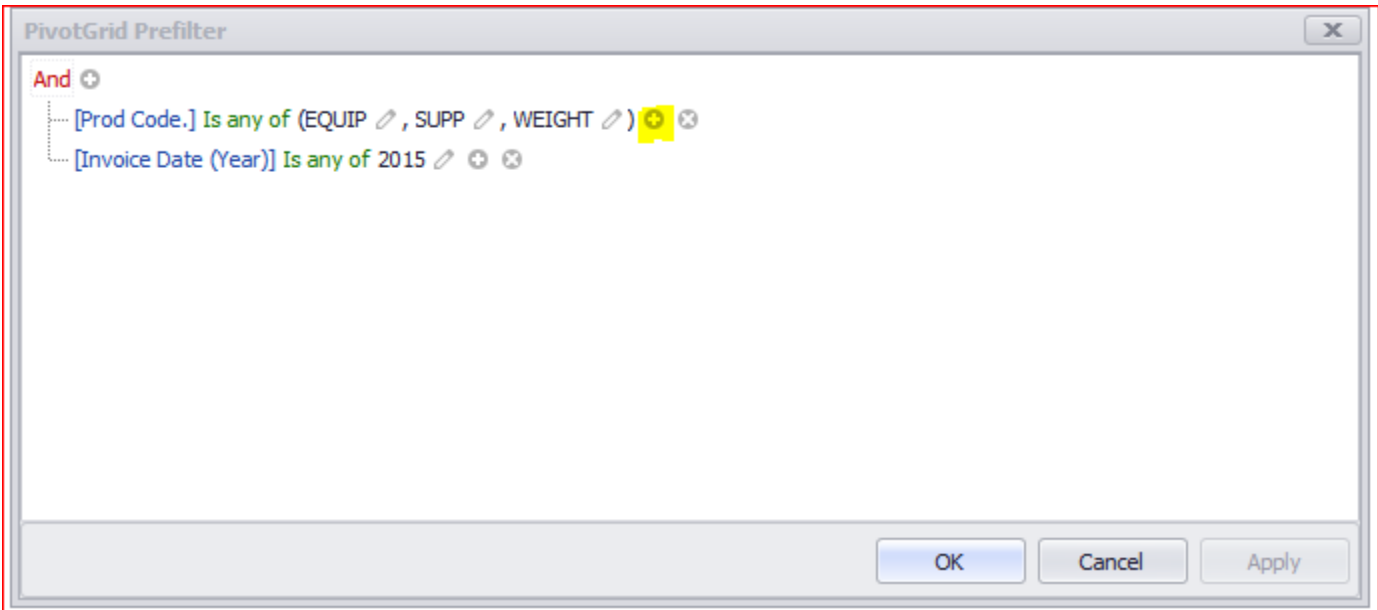 PivotGrid Prefilter
And
[Prod Code.] Is any of (EQUIP , SUPP , WEIGHT )
[Invoice Date (Year)] Is any of 2015
OK Cancel Apply